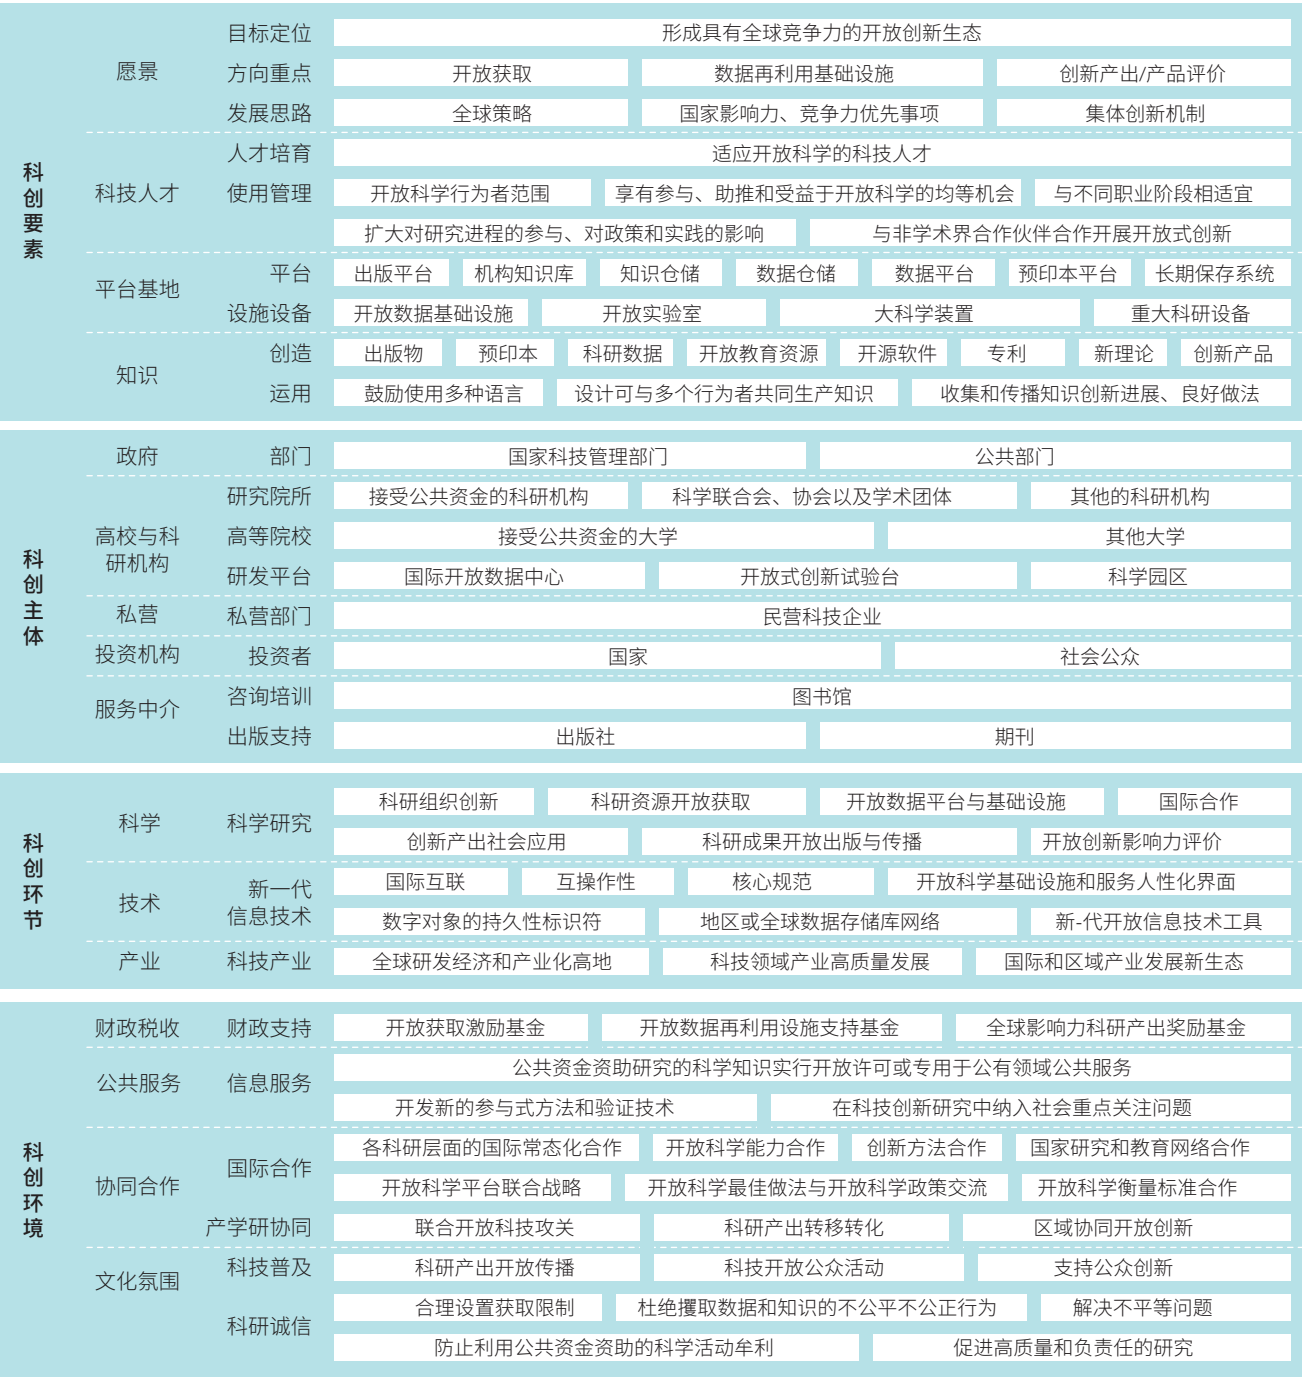 科创要素
愿景
目标定位
形成具有全球竞争力的开放创新生态
方向重点
开放获取
数据再利用基础设施
创新产出/产品评价
发展思路
全球策略
国家影响力、竞争力优先事项
集体创新机制
科技人才
人才培育
适应开放科学的科技人才
使用管理
开放科学行为者范围
享有参与、助推和受益于开放科学的均等机会
与不同职业阶段相适宜
扩大对研究进程的参与、对政策和实践的影响
与非学术界合作伙伴合作开展开放式创新
平台基地
平台
出版平台
机构知识库
知识仓储
数据仓储
数据平台
预印本平台
长期保存系统
设施设备
开放数据基础设施
开放实验室
大科学装置
重大科研设备
知识
创造
出版物
预印本
科研数据
开放教育资源
开源软件
专利
新理论
创新产品
运用
鼓励使用多种语言
设计可与多个行为者共同生产知识
收集和传播知识创新进展、良好做法
科创主体
政府
部门
国家科技管理部门
公共部门
高校与科
研机构
研究院所
接受公共资金的科研机构
科学联合会、协会以及学术团体
其他的科研机构
高等院校
接受公共资金的大学
其他大学
研发平台
国际开放数据中心
开放式创新试验台
科学园区
私营
私营部门
民营科技企业
投资机构
投资者
国家
社会公众
服务中介
咨询培训
图书馆
出版支持
出版社
期刊
科创环节
科学
科学研究
科研组织创新
科研资源开放获取
开放数据平台与基础设施
国际合作
创新产出社会应用
科研成果开放出版与传播
开放创新影响力评价
技术
新一代
信息技术
国际互联
互操作性
核心规范
开放科学基础设施和服务人性化界面
数字对象的持久性标识符
地区或全球数据存储库网络
新-代开放信息技术工具
产业
科技产业
全球研发经济和产业化高地
科技领域产业高质量发展
国际和区域产业发展新生态
科创环境
财政税收
财政支持
开放获取激励基金
开放数据再利用设施支持基金
全球影响力科研产出奖励基金
公共服务
信息服务
公共资金资助研究的科学知识实行开放许可或专用于公有领域公共服务
开发新的参与式方法和验证技术
在科技创新研究中纳入社会重点关注问题
协同合作
国际合作
各科研层面的国际常态化合作
开放科学能力合作
创新方法合作
国家研究和教育网络合作
开放科学平台联合战略
开放科学最佳做法与开放科学政策交流
开放科学衡量标准合作
产学研协同
联合开放科技攻关
科研产出转移转化
区域协同开放创新
文化氛围
科技普及
科研产出开放传播
科技开放公众活动
支持公众创新
科研诚信
合理设置获取限制
杜绝攫取数据和知识的不公平不公正行为
解决不平等问题
防止利用公共资金资助的科学活动牟利
促进高质量和负责任的研究